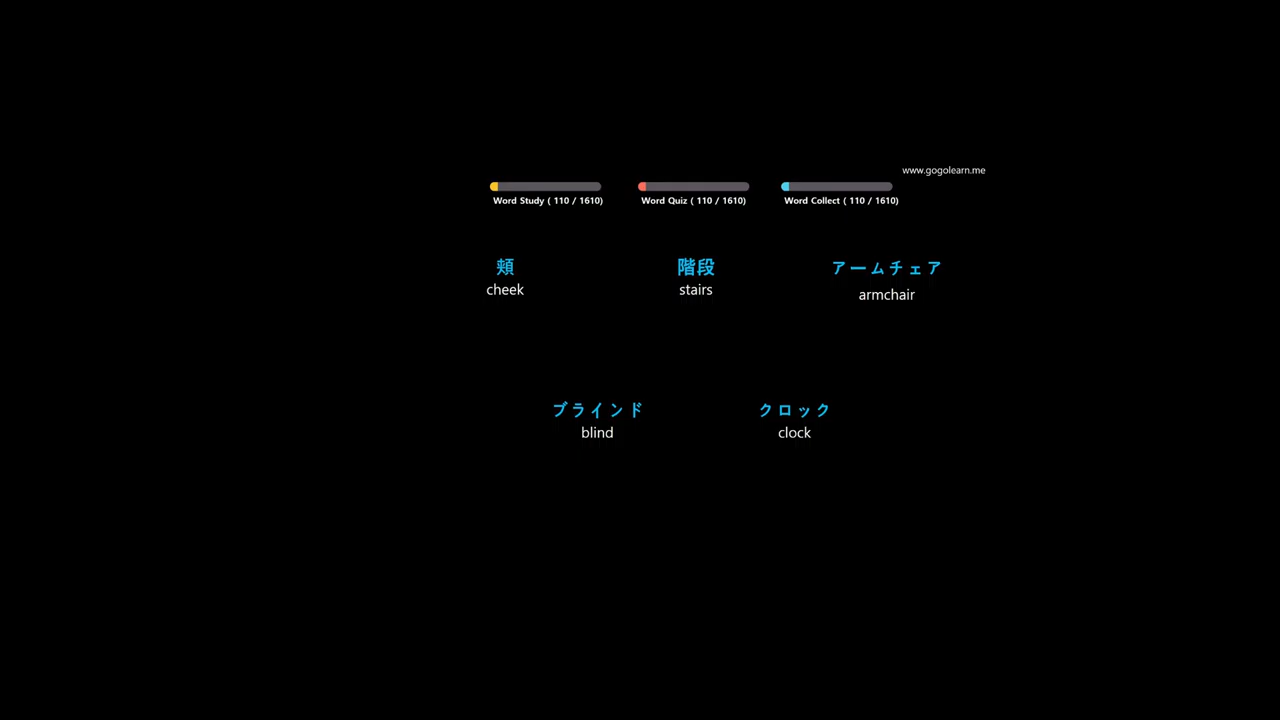 www.gogolearn.me
Word Study ( 110 / 1610) Word Quiz ( 110 / 1610) Word Collect ( 110 / 1610)
頬 階段 アームチェア
cheek stairs armchair
ブラインド クロック
blind clock